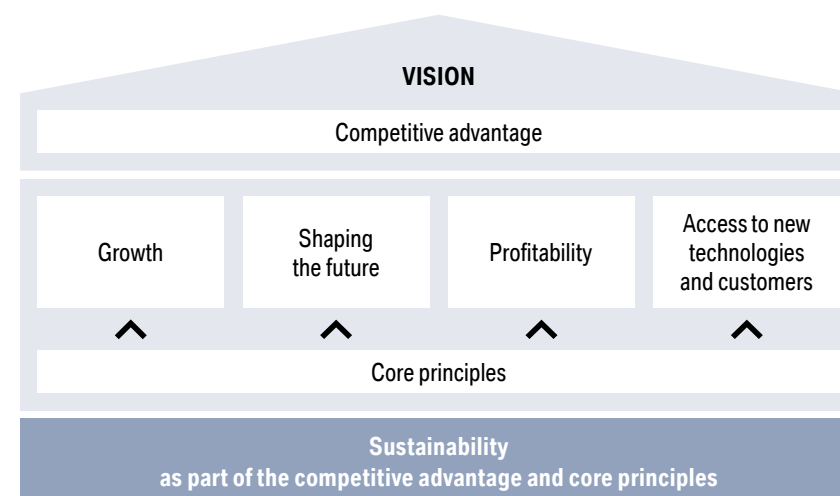 VISION
Competitive advantage
Growth
Shaping
the future
Profitability
Access to new
technologies
and customers
Core principles
Sustainability
as part of the competitive advantage and core principles